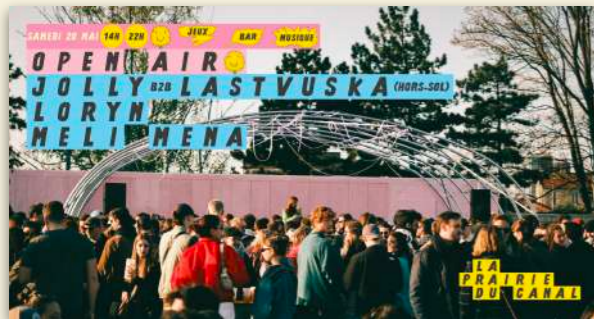 SAMEDI 28 MAI 14H 22H JEUX BAR MUSIQUE
OPEN AIR
JOLLY B2B LASTVUSKA (HORS-SOL)
LORYN
MELI MENA
LA
PRAIRIE
DU CANAL